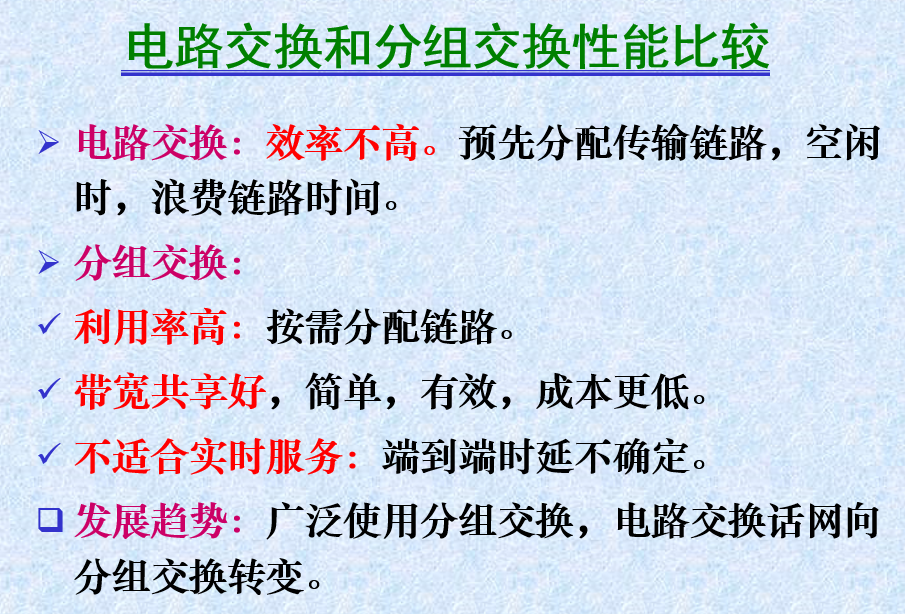 电路交换和分组交换性能比较
电路交换：效率不高。预先分配传输链路，空闲
时，浪费链路时间。
分组交换：
利用率高：按需分配链路。
带宽共享好，简单，有效，成本更低。
不适合实时服务：端到端时延不确定。
发展趋势：广泛使用分组交换，电路交换话网向
分组交换转变。